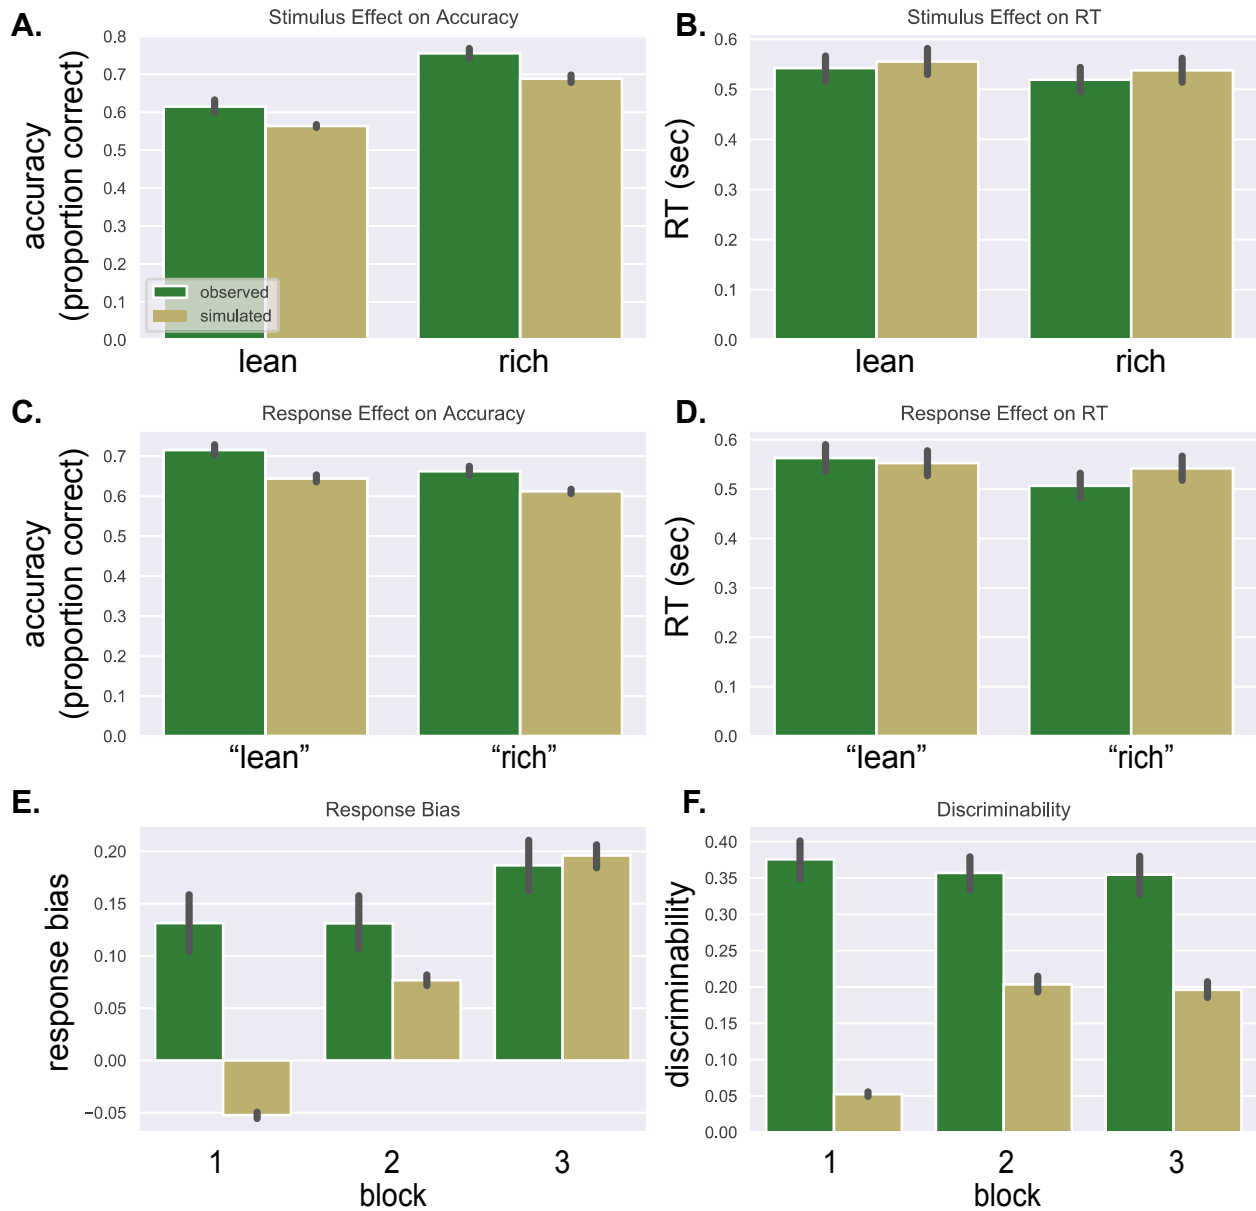 A.
Stimulus Effect on Accuracy
accuracy
(proportion correct)
0.8
0.7
0.6
0.5
0.4
0.3
0.2
0.1
0.0
observed
simulated
lean rich
B.
Stimulus Effect on RT
RT (sec)
0.6
0.5
0.4
0.3
0.2
0.1
0.0
lean rich
C.
Response Effect on Accuracy
accuracy
(proportion correct)
0.7
0.6
0.5
0.4
0.3
0.2
0.1
0.0
“lean” “rich”
D.
Response Effect on RT
RT (sec)
0.6
0.5
0.4
0.3
0.2
0.1
0.0
“lean” “rich”
E.
Response Bias
response bias
0.20
0.15
0.10
0.05
0.00
−0.05
1 2 3
block
F.
Discriminability
discriminability
0.40
0.35
0.30
0.25
0.20
0.15
0.10
0.05
0.00
1 2 3
block